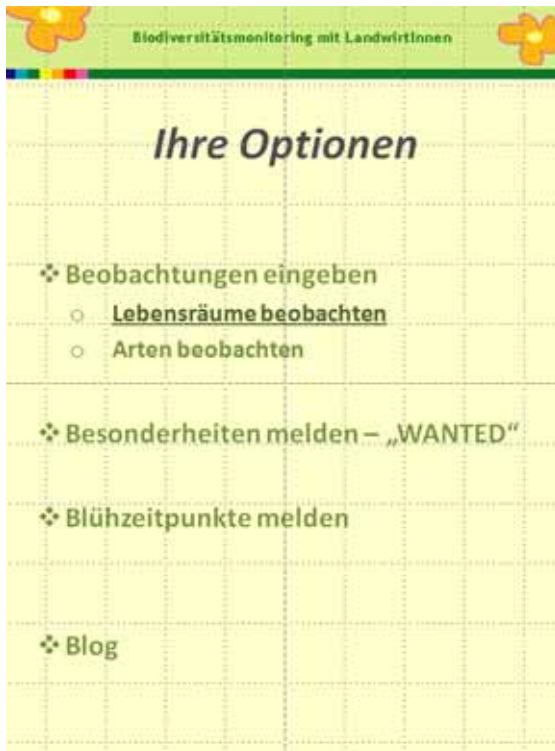 Biodiversitätsmonitoring mit LandwirtInnen
Ihre Optionen
❖ Beobachtungen eingeben
○ Lebensräume beobachten
○ Arten beobachten
❖ Besonderheiten melden – „WANTED“
❖ Blühzeitpunkte melden
❖ Blog